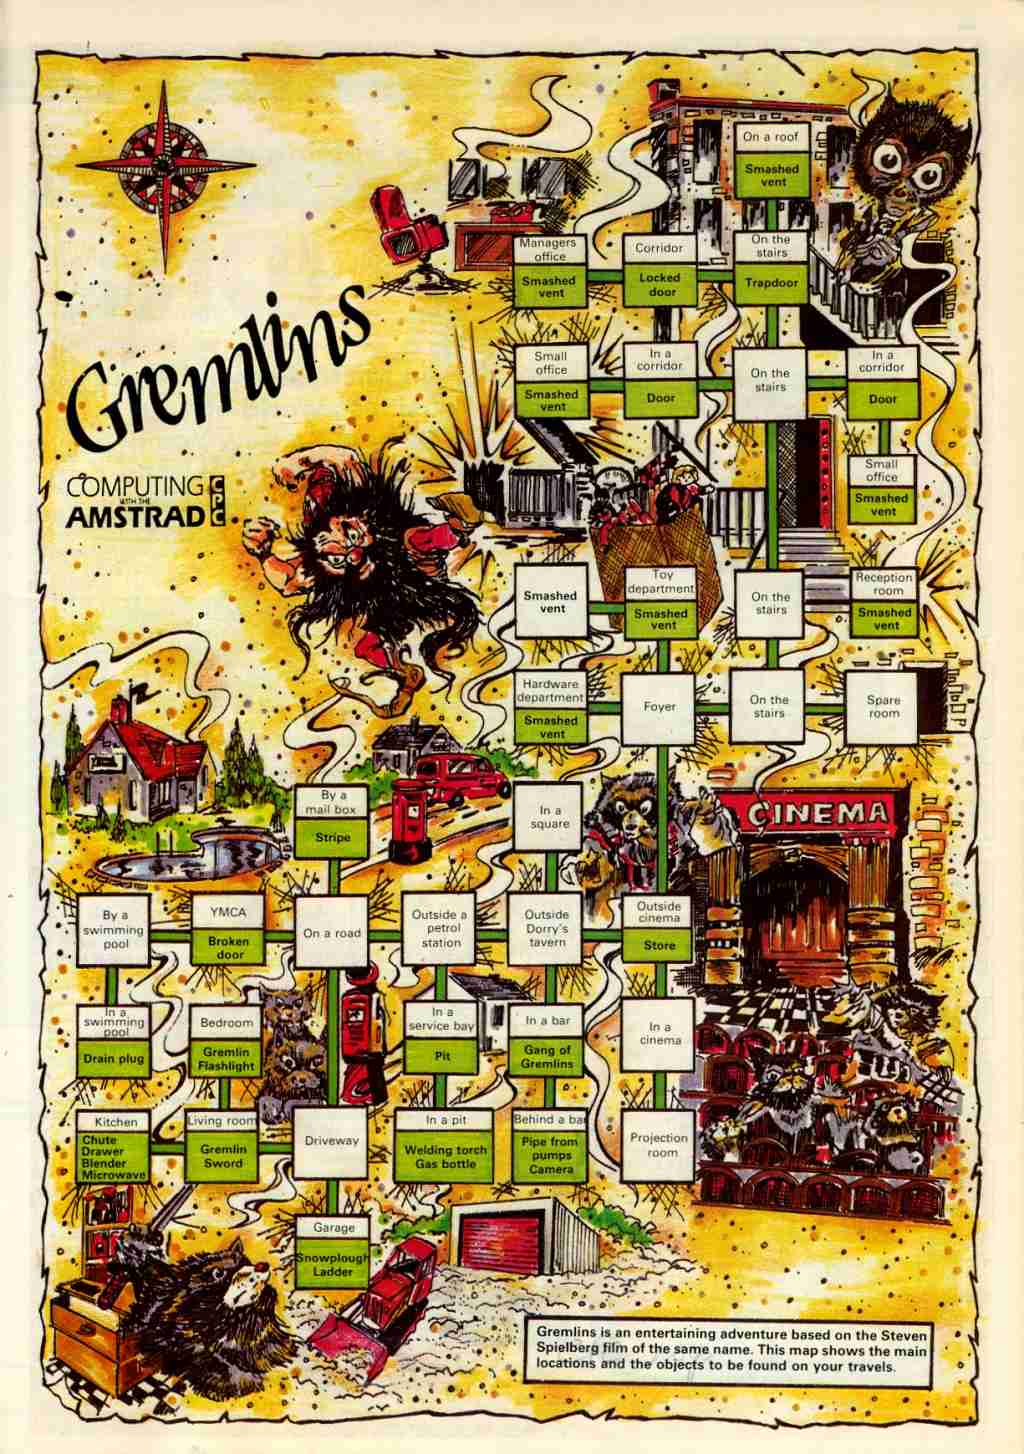 Gremlins
COMPUTING
WITH THE
AMSTRAD
CPC
On a roof
Smashed
vent
Managers
office
Smashed
vent
Corridor
Locked
door
On the
stairs
Trapdoor
Small
office
Smashed
vent
In a
corridor
Door
On the
stairs
In a
corridor
Door
Small
office
Smashed
vent
Smashed
vent
Toy
department
Smashed
vent
On the
stairs
Reception
room
Smashed
vent
Hardware
department
Smashed
vent
Foyer
On the
stairs
Spare
room
By a
mail box
Stripe
In a
square
CINEMA
By a
swimming
pool
YMCA
Broken
door
On a road
Outside a
petrol
station
Outside
Dorry's
tavern
Outside
cinema
Store
In a
swimming
pool
Drain plug
Bedroom
Gremlin
Flashlight
In a
service bay
Pit
In a bar
Gang of
Gremlins
In a
cinema
Kitchen
Chute
Drawer
Blender
Microwave
Living room
Gremlin
Sword
Driveway
In a pit
Welding torch
Gas bottle
Behind a bar
Pipe from
pumps
Camera
Projection
room
Garage
Snowplough
Ladder
Gremlins is an entertaining adventure based on the Steven
Spielberg film of the same name. This map shows the main
locations and the objects to be found on your travels.